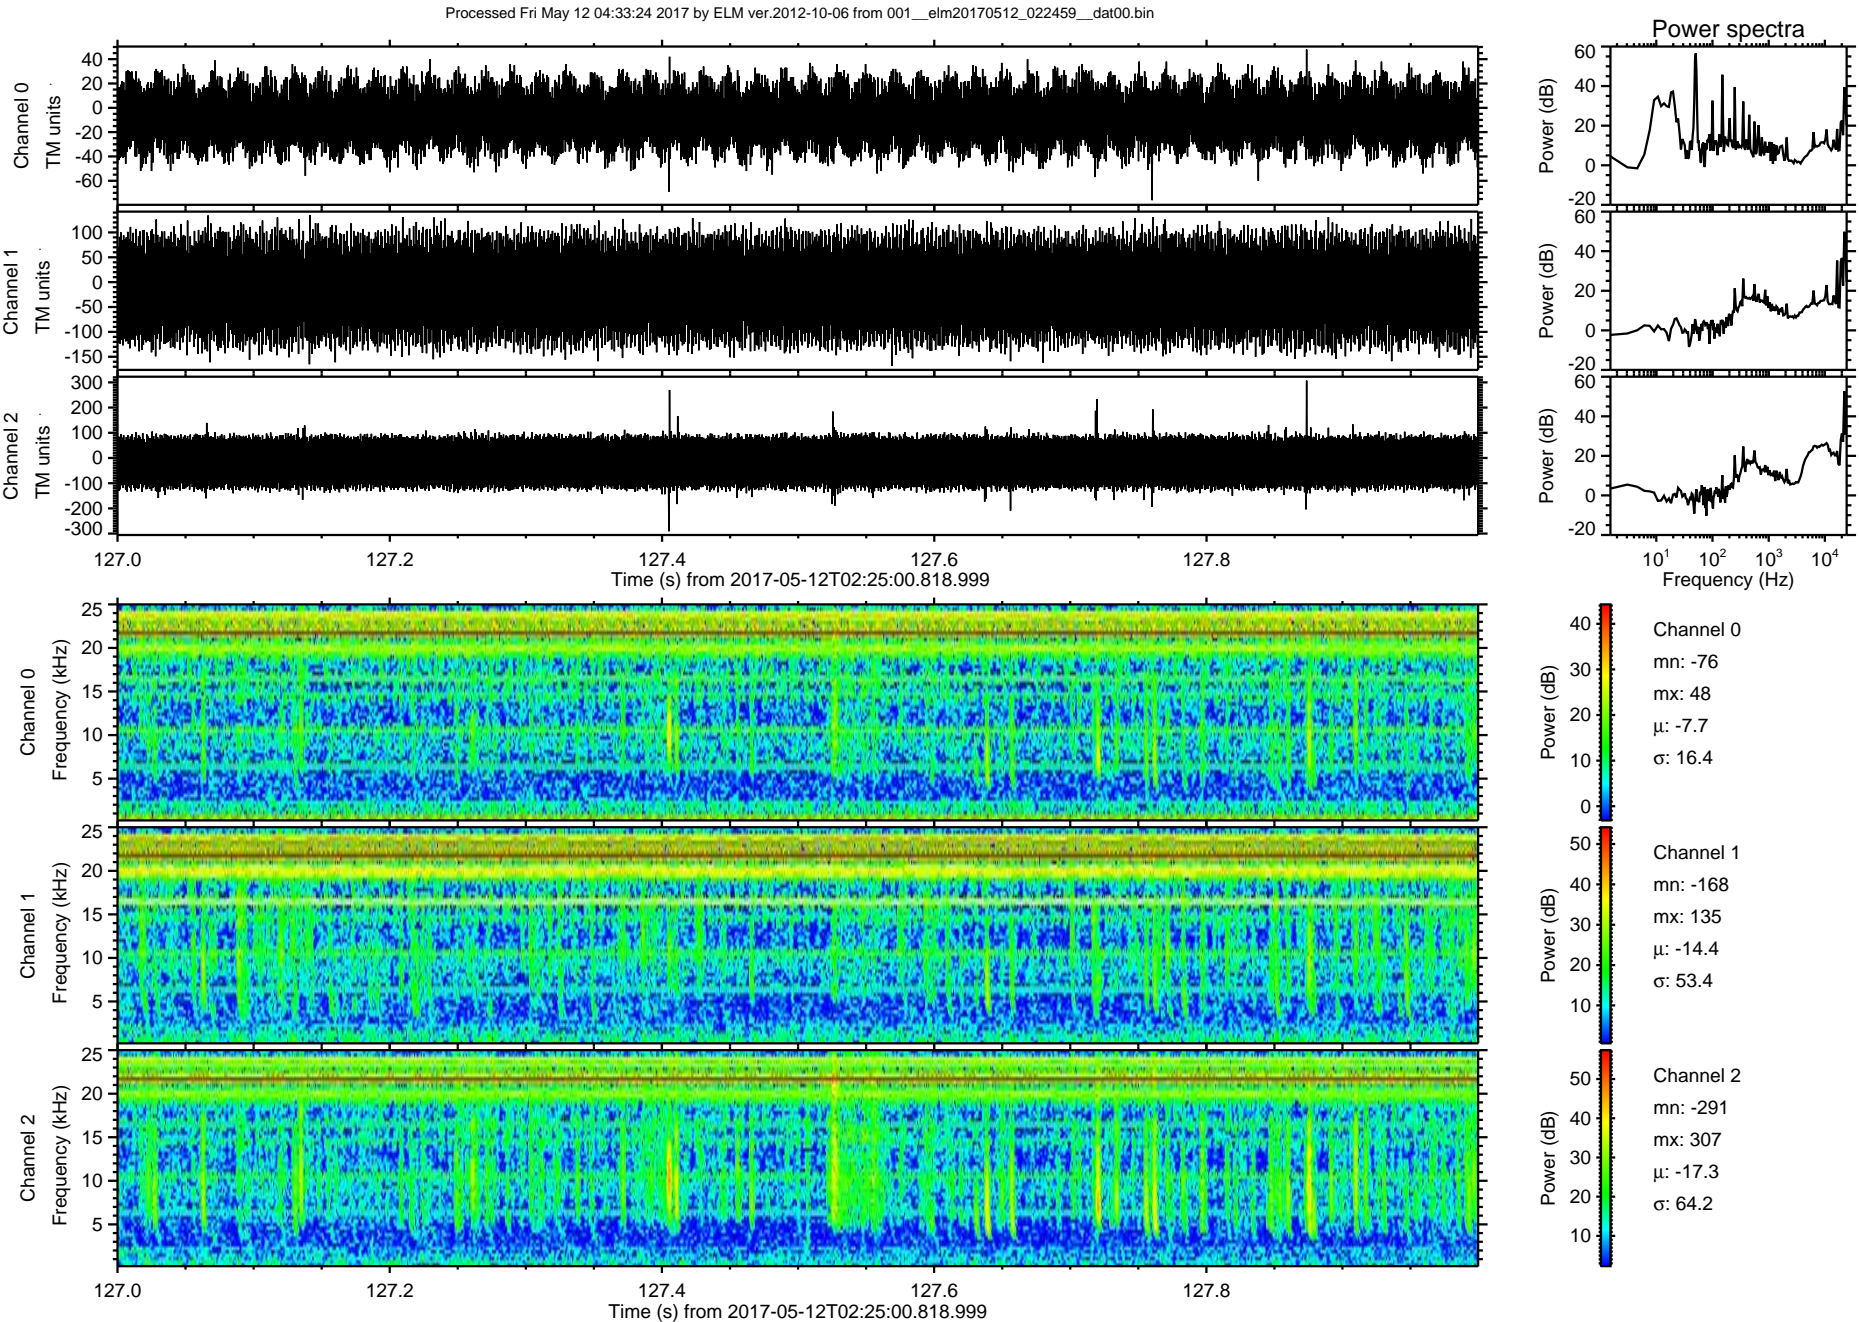 Processed Fri May 12 04:33:24 2017 by ELM ver.2012-10-06 from 001__elm20170512_022459__dat00.bin
Power spectra
Channel 0
TM units
40
20
0
-20
-40
-60
Power (dB)
60
40
20
0
-20
Channel 1
TM units
100
50
0
-50
-100
-150
Power (dB)
60
40
20
0
-20
Channel 2
TM units
300
200
100
0
-100
-200
-300
Power (dB)
60
40
20
0
-20
127.0 127.2 127.4 127.6 127.8
Time (s) from 2017-05-12T02:25:00.818.999
10^1 10^2 10^3 10^4
Frequency (Hz)
Channel 0
Frequency (kHz)
25
20
15
10
5
Power (dB)
40
30
20
10
0
Channel 0
mn: -76
mx: 48
μ: -7.7
σ: 16.4
Channel 1
Frequency (kHz)
25
20
15
10
5
Power (dB)
50
40
30
20
10
Channel 1
mn: -168
mx: 135
μ: -14.4
σ: 53.4
Channel 2
Frequency (kHz)
25
20
15
10
5
Power (dB)
50
40
30
20
10
Channel 2
mn: -291
mx: 307
μ: -17.3
σ: 64.2
127.0 127.2 127.4 127.6 127.8
Time (s) from 2017-05-12T02:25:00.818.999